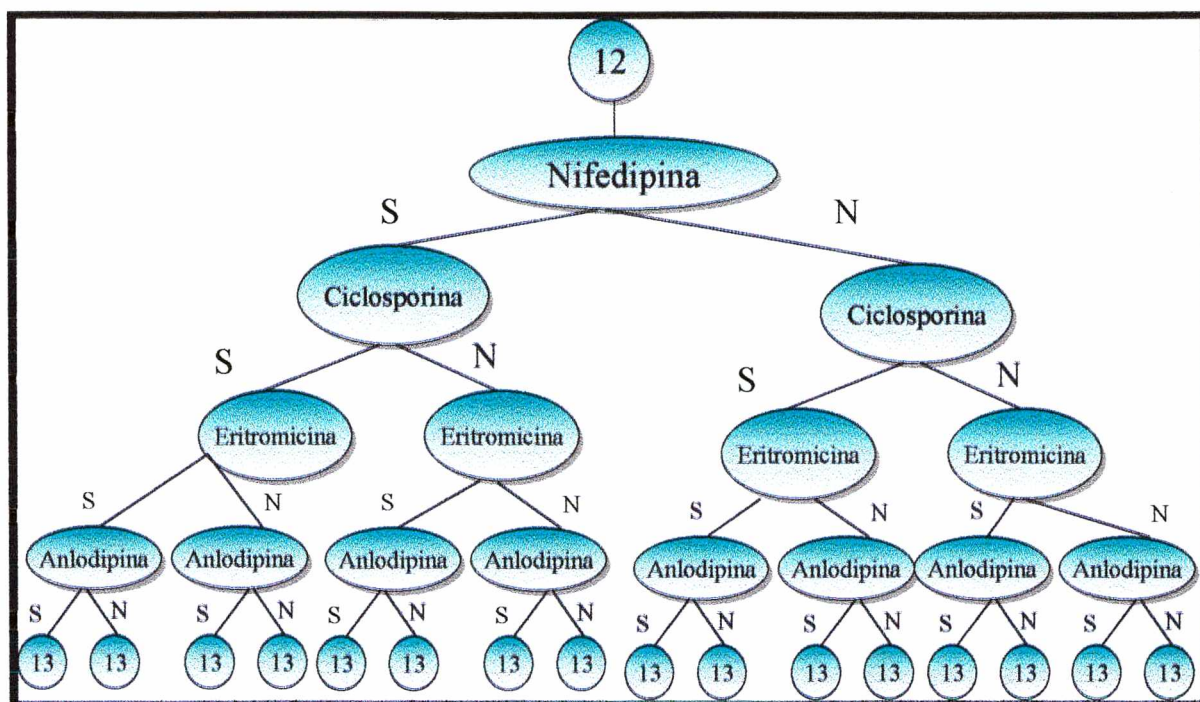 12
Nifedipina
S N
Ciclosporina Ciclosporina
S N S N
Eritromicina Eritromicina Eritromicina Eritromicina
S N S N S N S N
Anlodipina Anlodipina Anlodipina Anlodipina Anlodipina Anlodipina Anlodipina Anlodipina
S N S N S N S N S N S N S N S N
13 13 13 13 13 13 13 13 13 13 13 13 13 13 13 13